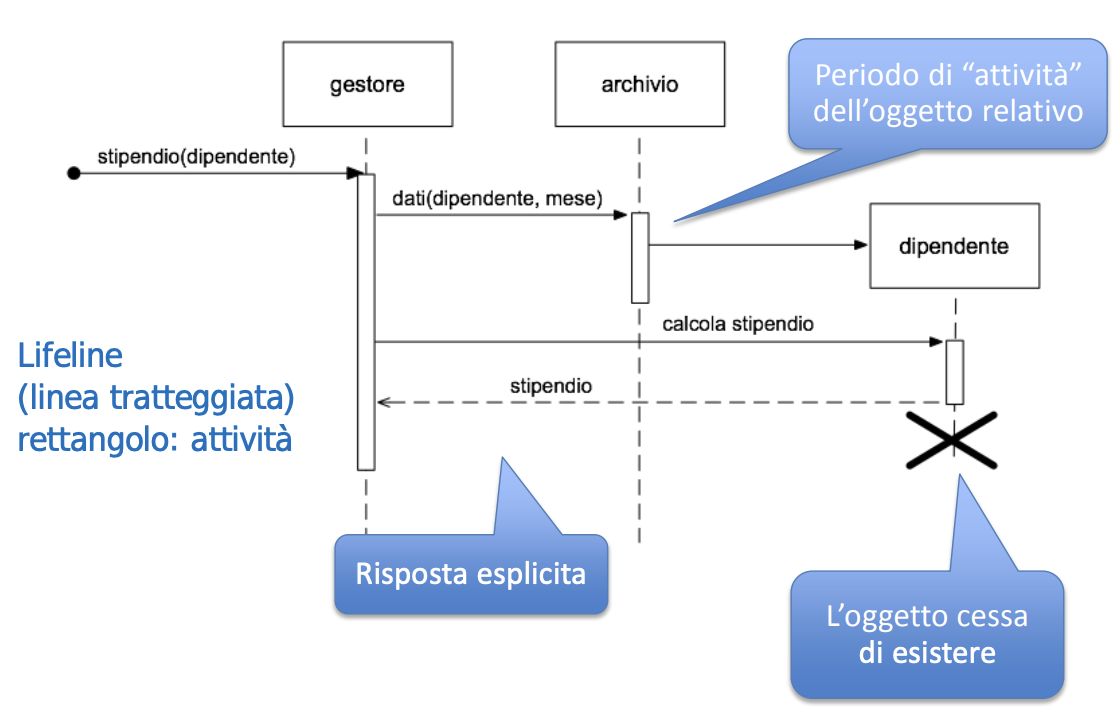 gestore
archivio
Periodo di “attività”
dell’oggetto relativo
stipendio(dipendente)
dati(dipendente, mese)
dipendente
calcola stipendio
Lifeline
(linea tratteggiata)
rettangolo: attività
stipendio
Risposta esplicita
L’oggetto cessa
di esistere